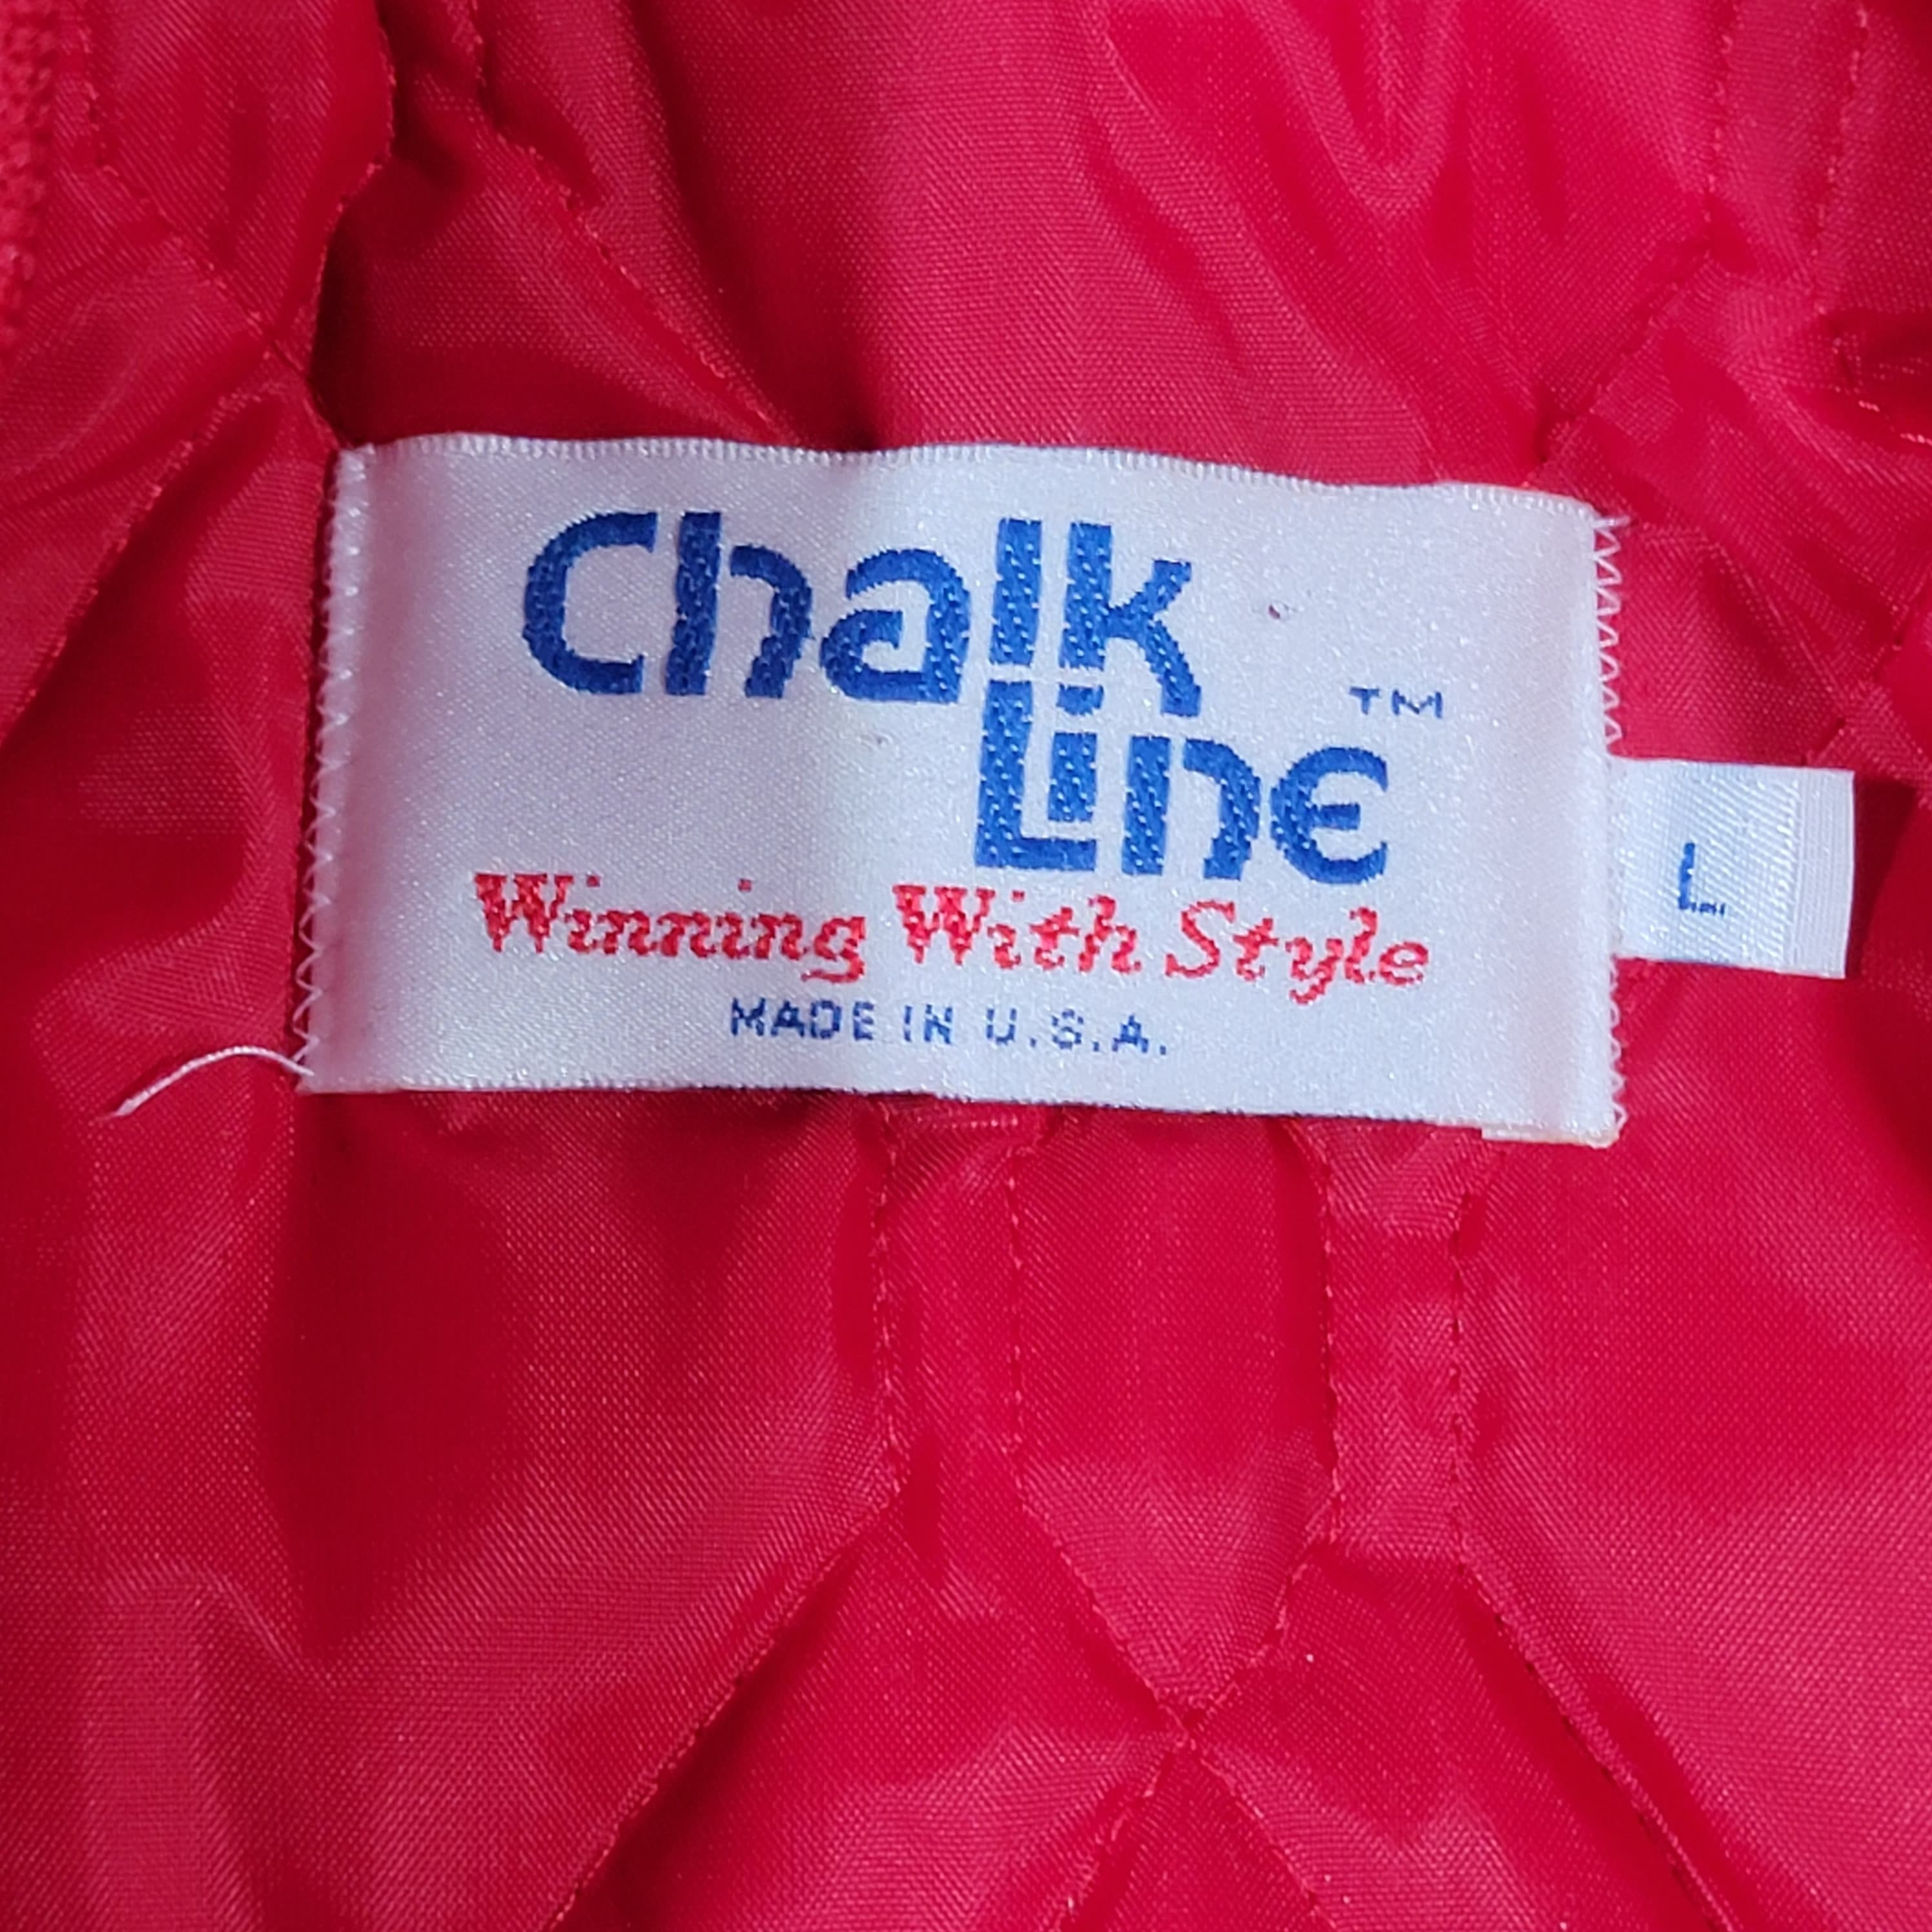 Chalk
Line™
L
Winning With Style
MADE IN U.S.A.